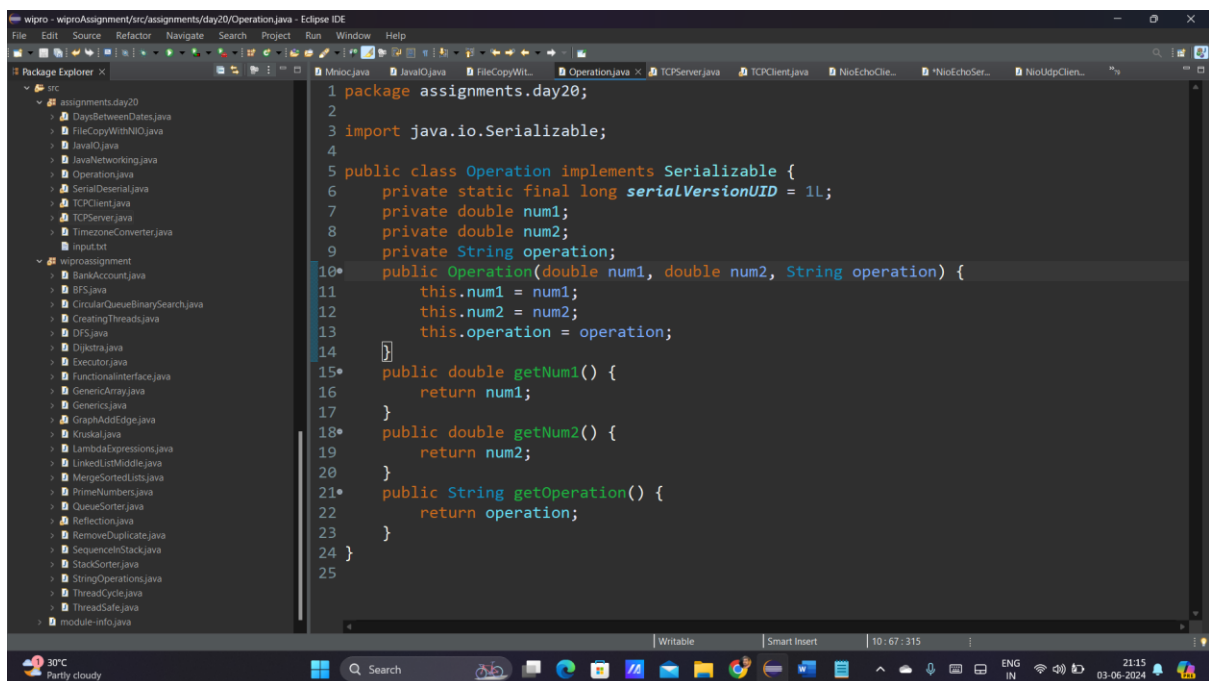 wipro - wiproAssignment/src/assignments/day20/Operation.java - Eclipse IDE
File Edit Source Refactor Navigate Search Project Run Window Help
Package Explorer
Mnioc.java JavaIO.java FileCopyWit... Operation.java TCPServer.java TCPClient.java NioEchoClie... *NioEchoSer... NioUdpClien...
src
assignments.day20
DaysBetweenDates.java
FileCopyWithNIO.java
JavaIO.java
JavaNetworking.java
Operation.java
SerialDeserial.java
TCPClient.java
TCPServer.java
TimezoneConverter.java
input.txt
wiproassignment
BankAccount.java
BFS.java
CircularQueueBinarySearch.java
CreatingThreads.java
DFS.java
Dijkstra.java
Executor.java
Functionalinterface.java
GenericArray.java
Generics.java
GraphAddEdge.java
Kruskal.java
LambdaExpressions.java
LinkedListMiddle.java
MergeSortedLists.java
PrimeNumbers.java
QueueSorter.java
Reflection.java
RemoveDuplicate.java
SequenceInStack.java
StackSorter.java
StringOperations.java
ThreadCycle.java
ThreadSafe.java
module-info.java
1 package assignments.day20;
2
3 import java.io.Serializable;
4
5 public class Operation implements Serializable {
6     private static final long serialVersionUID = 1L;
7     private double num1;
8     private double num2;
9     private String operation;
10     public Operation(double num1, double num2, String operation) {
11         this.num1 = num1;
12         this.num2 = num2;
13         this.operation = operation;
14     }
15     public double getNum1() {
16         return num1;
17     }
18     public double getNum2() {
19         return num2;
20     }
21     public String getOperation() {
22         return operation;
23     }
24 }
25
Writable Smart Insert 10 : 67 : 315
1 30°C
Partly cloudy
Search
ENG
IN
21:15
03-06-2024